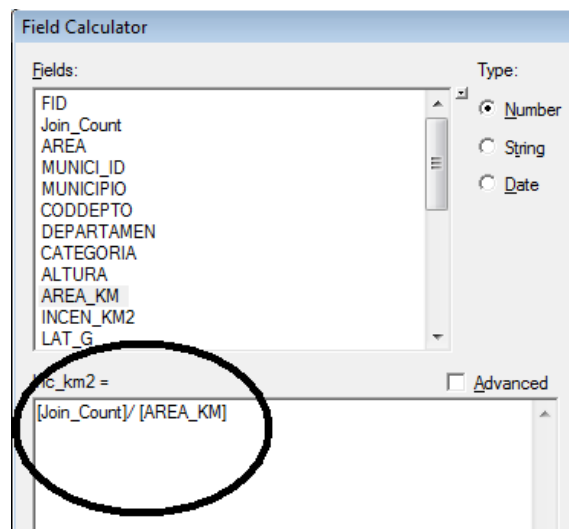 Field Calculator
Fields:
Type:
FID
Join_Count
AREA
MUNICI_ID
MUNICIPIO
CODDEPTO
DEPARTAMEN
CATEGORIA
ALTURA
AREA_KM
INCEN_KM2
LAT_G
Number
String
Date
c_km2 =
Advanced
[Join_Count]/ [AREA_KM]